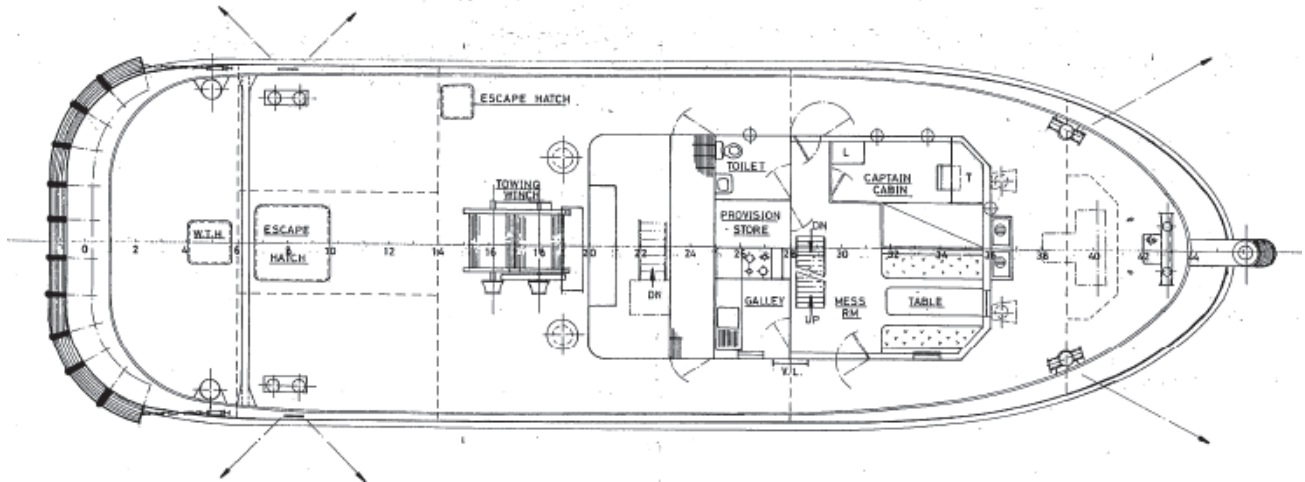 ESCAPE HATCH
TOILET
L
CAPTAIN
CABIN
T
TOWING
WINCH
PROVISION
STORE
DN
W.T.H
ESCAPE
HATCH
0 2 4 6 8 10 12 14 16 18 20 22 24 26 28 30 32 34 36 38 40 42 44
DN
GALLEY
MESS
RM
TABLE
UP
V.L.